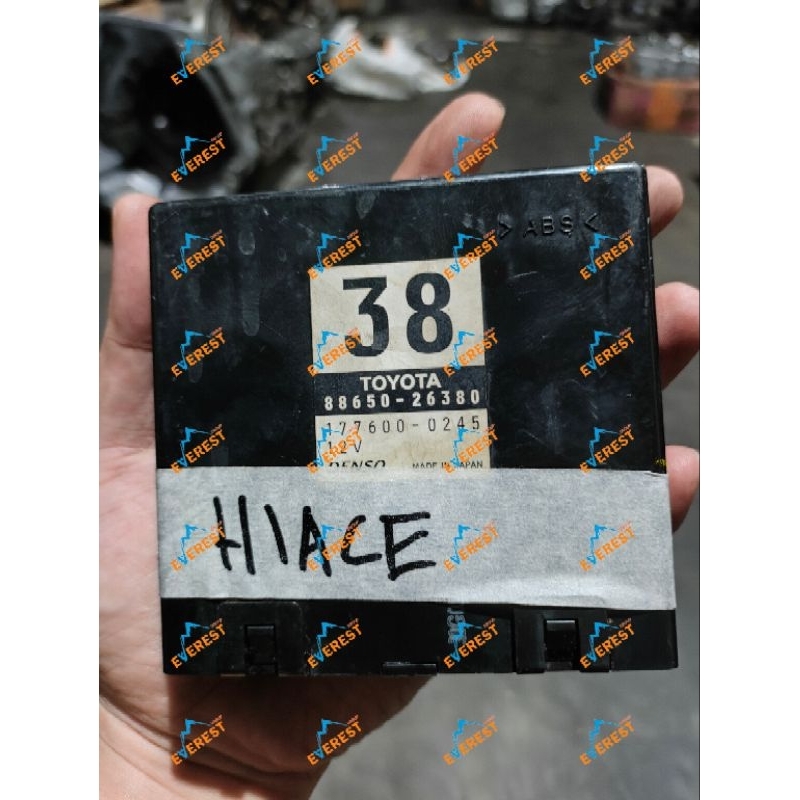 > ABS <
38
TOYOTA
88650-26380
177600-0245
12V
DENSO MADE IN JAPAN
HIACE
EVEREST